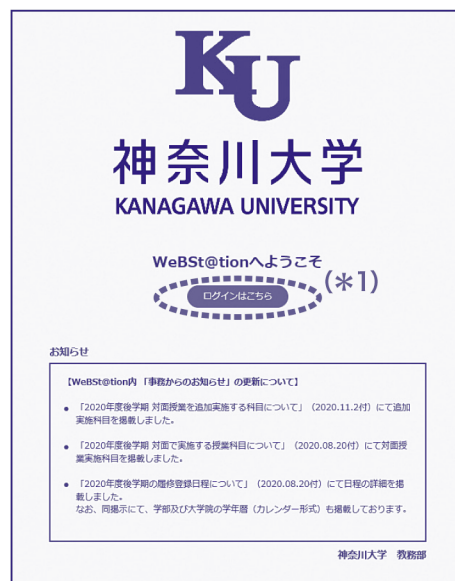 KU
神奈川大学
KANAGAWA UNIVERSITY
WeBSt@tionへようこそ
ログインはこちら
(*1)
お知らせ
【WeBSt@tion内 「事務からのお知らせ」の更新について】
● 「2020年度後学期 対面授業を追加実施する科目について」（2020.11.2付）にて追加
実施科目を掲載しました。
● 「2020年度後学期 対面で実施する授業科目について」（2020.08.20付）にて対面授
業実施科目を掲載しました。
● 「2020年度後学期の履修登録日程について」（2020.08.20付）にて日程の詳細を掲
載しました。
なお、同掲示にて、学部及び大学院の学年暦（カレンダー形式）も掲載しております。
神奈川大学 教務部